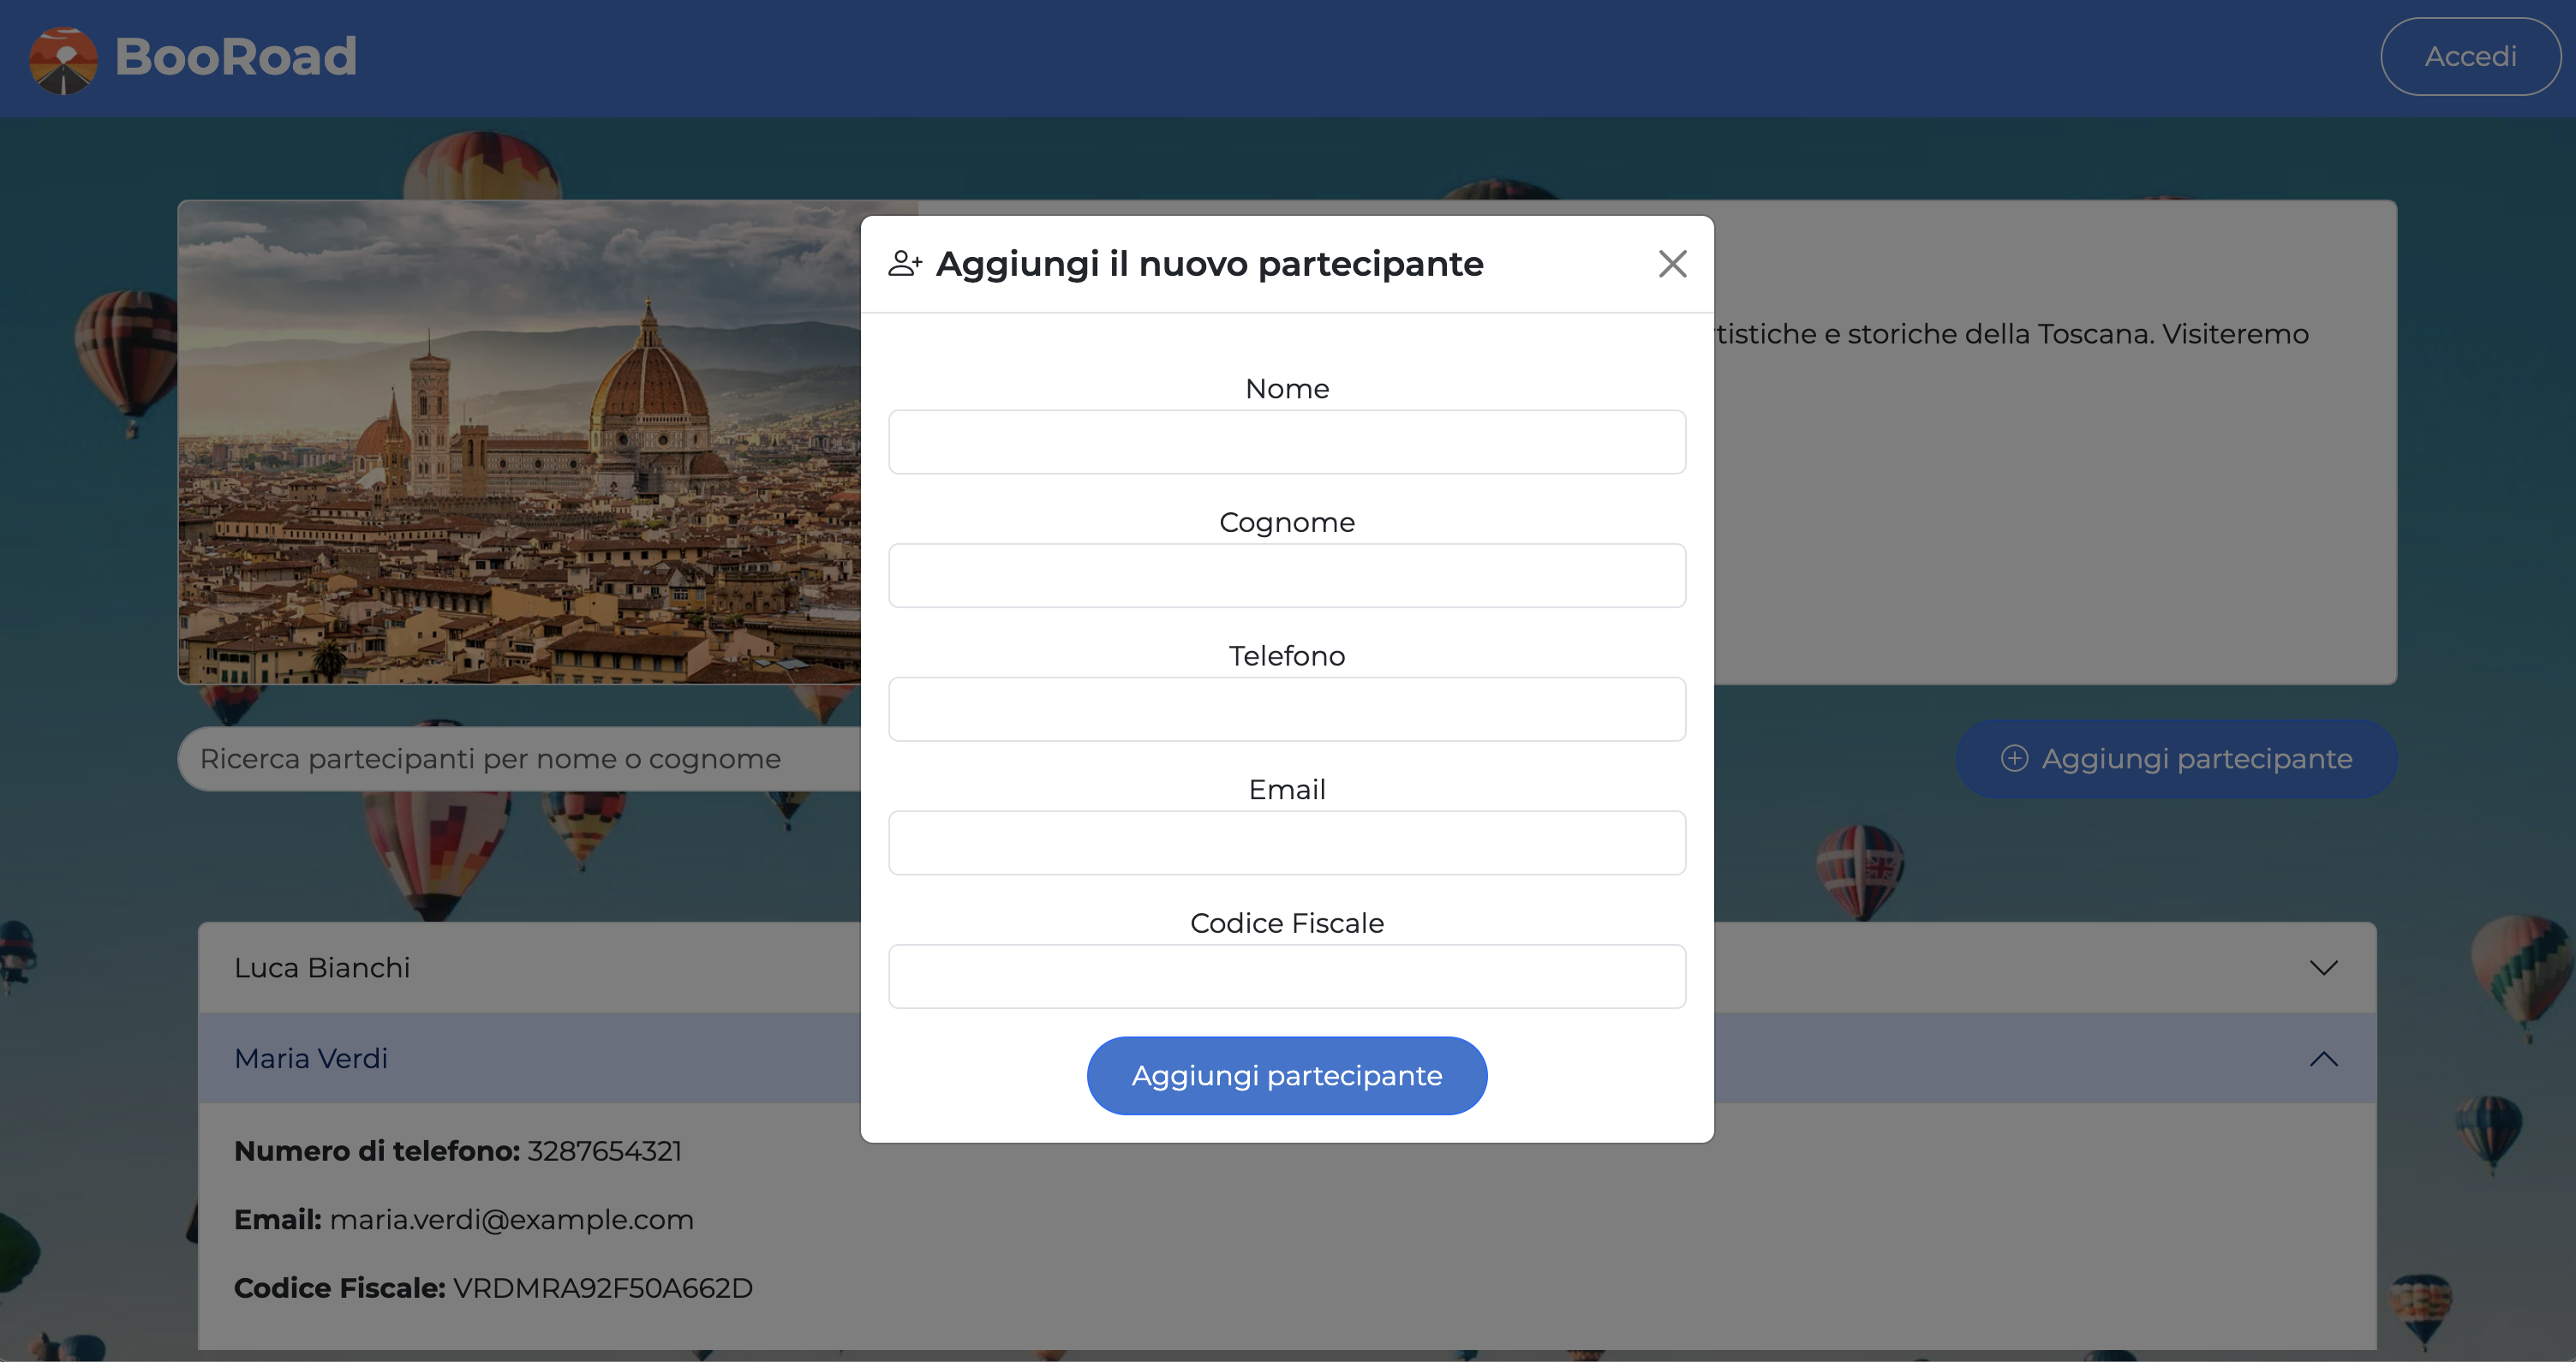 BooRoad
Accedi
Aggiungi il nuovo partecipante
tistiche e storiche della Toscana. Visiteremo
Nome
Cognome
Telefono
Email
Codice Fiscale
Aggiungi partecipante
Ricerca partecipanti per nome o cognome
Aggiungi partecipante
Luca Bianchi
Maria Verdi
Numero di telefono: 3287654321
Email: maria.verdi@example.com
Codice Fiscale: VRDMRA92F50A662D